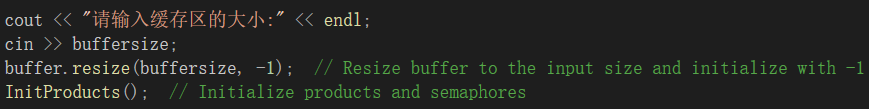 cout << "请输入缓存区的大小:" << endl;
cin >> buffersize;
buffer.resize(buffersize, -1);  // Resize buffer to the input size and initialize with -1
InitProducts();  // Initialize products and semaphores